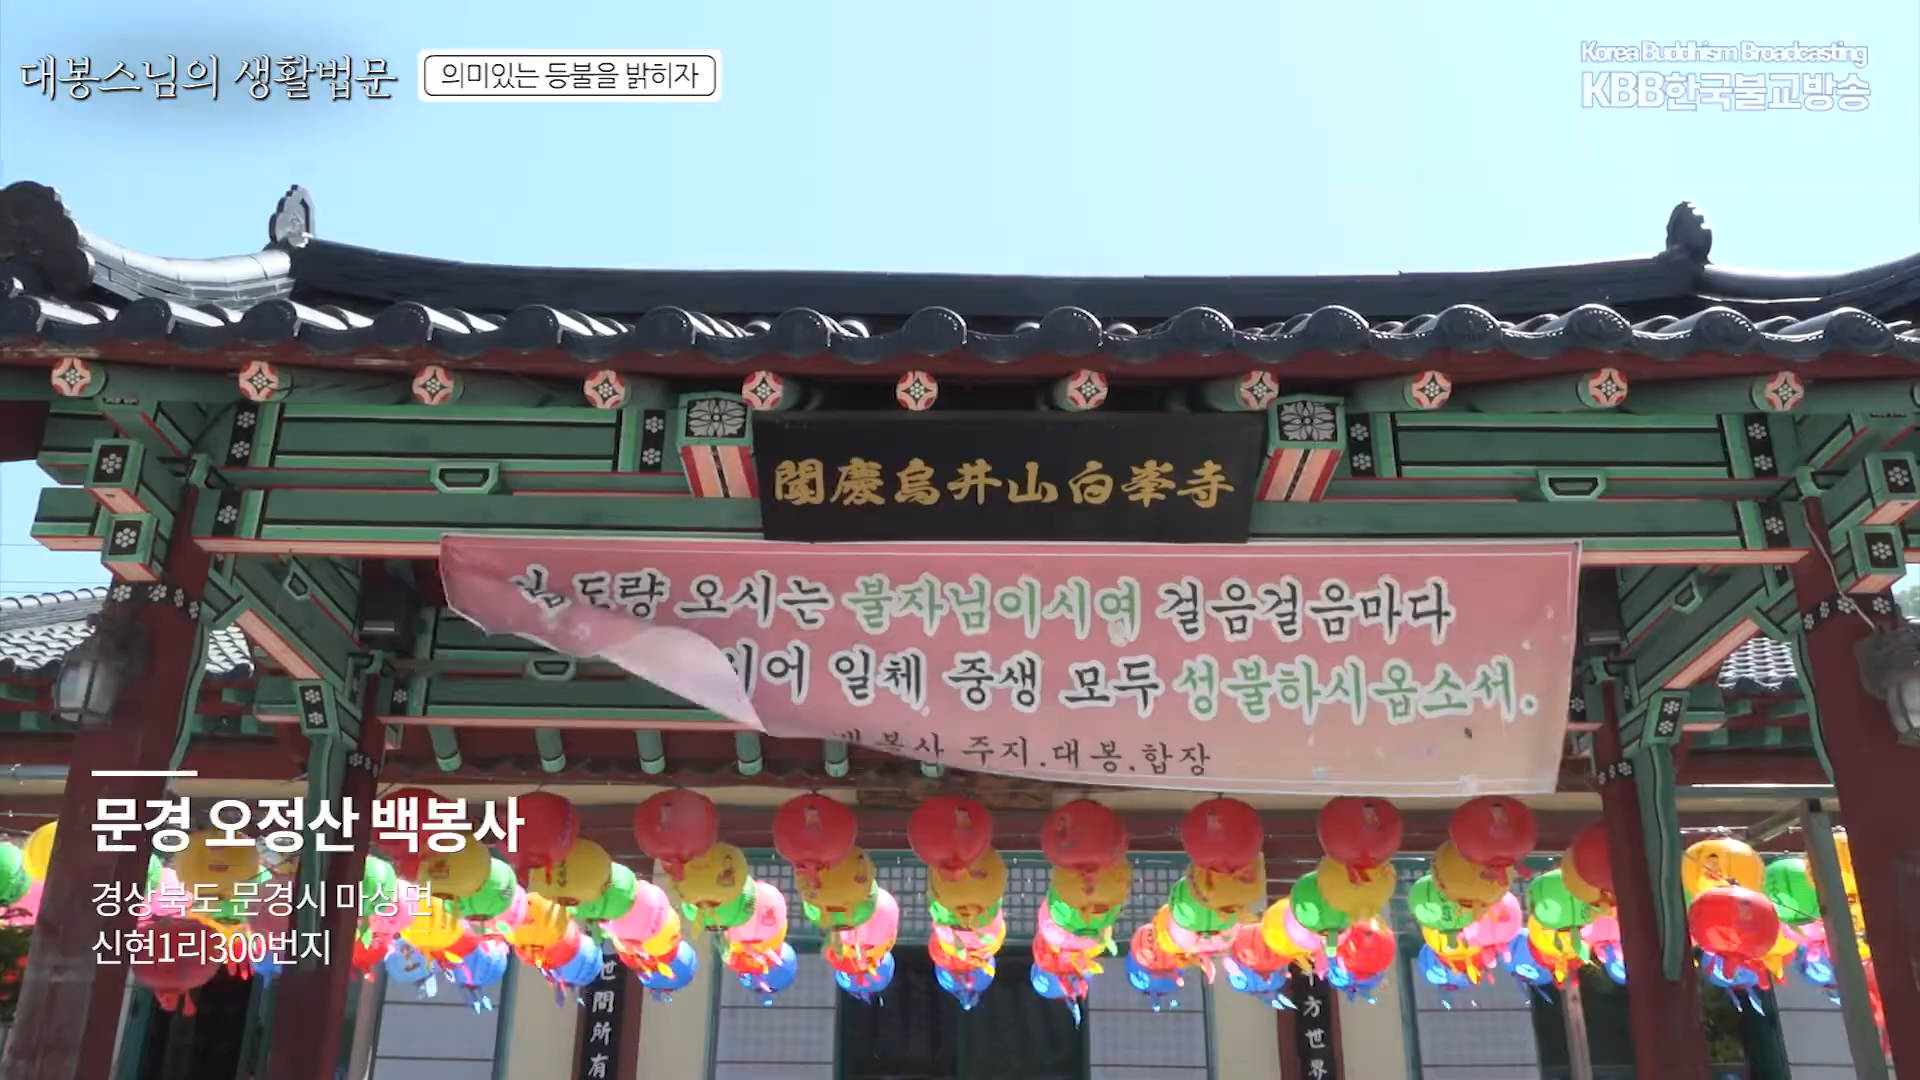 대봉스님의 생활법문
의미있는 등불을 밝히자
Korea Buddhism Broadcasting
KBB한국불교방송
聞慶烏井山白峯寺
도량 오시는 불자님이시여 걸음걸음마다
이어 일체 중생 모두 성불하시옵소서.
백봉사 주지.대봉.합장
문경 오정산 백봉사
경상북도 문경시 마성면
신현1리300번지
世間所有
十方世界